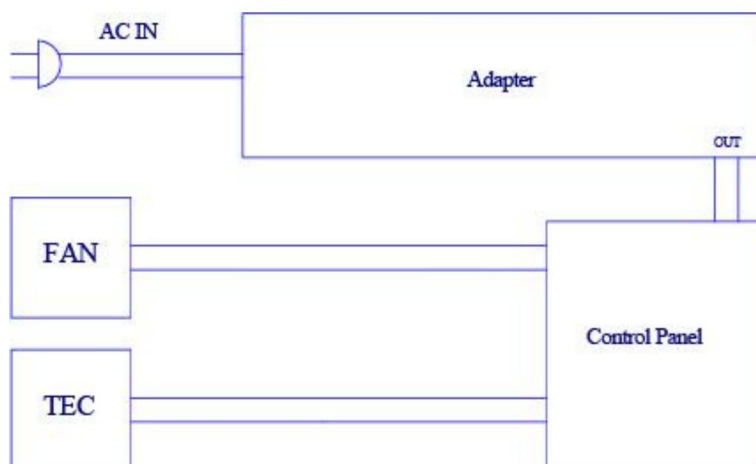 AC IN
Adapter
OUT
FAN
Control Panel
TEC